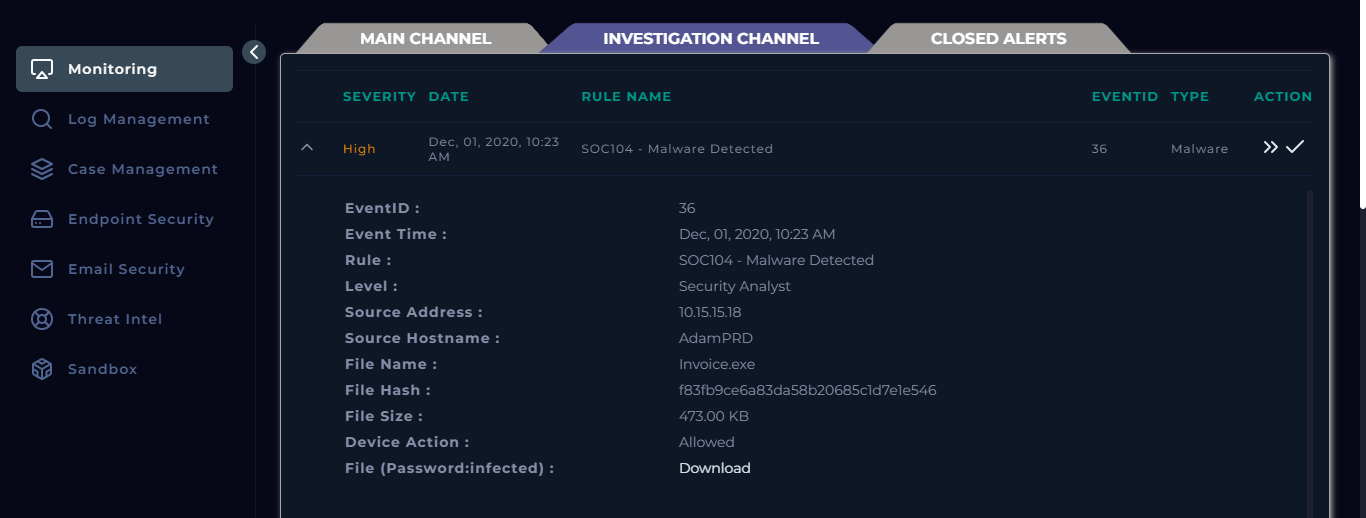 MAIN CHANNEL
INVESTIGATION CHANNEL
CLOSED ALERTS
Monitoring
Log Management
Case Management
Endpoint Security
Email Security
Threat Intel
Sandbox
SEVERITY DATE RULE NAME EVENTID TYPE ACTION
High Dec, 01, 2020, 10:23 AM SOC104 - Malware Detected 36 Malware
EventID : 36
Event Time : Dec, 01, 2020, 10:23 AM
Rule : SOC104 - Malware Detected
Level : Security Analyst
Source Address : 10.15.15.18
Source Hostname : AdamPRD
File Name : Invoice.exe
File Hash : f83fb9ce6a83da58b20685c1d7e1e546
File Size : 473.00 KB
Device Action : Allowed
File (Password:infected) : Download